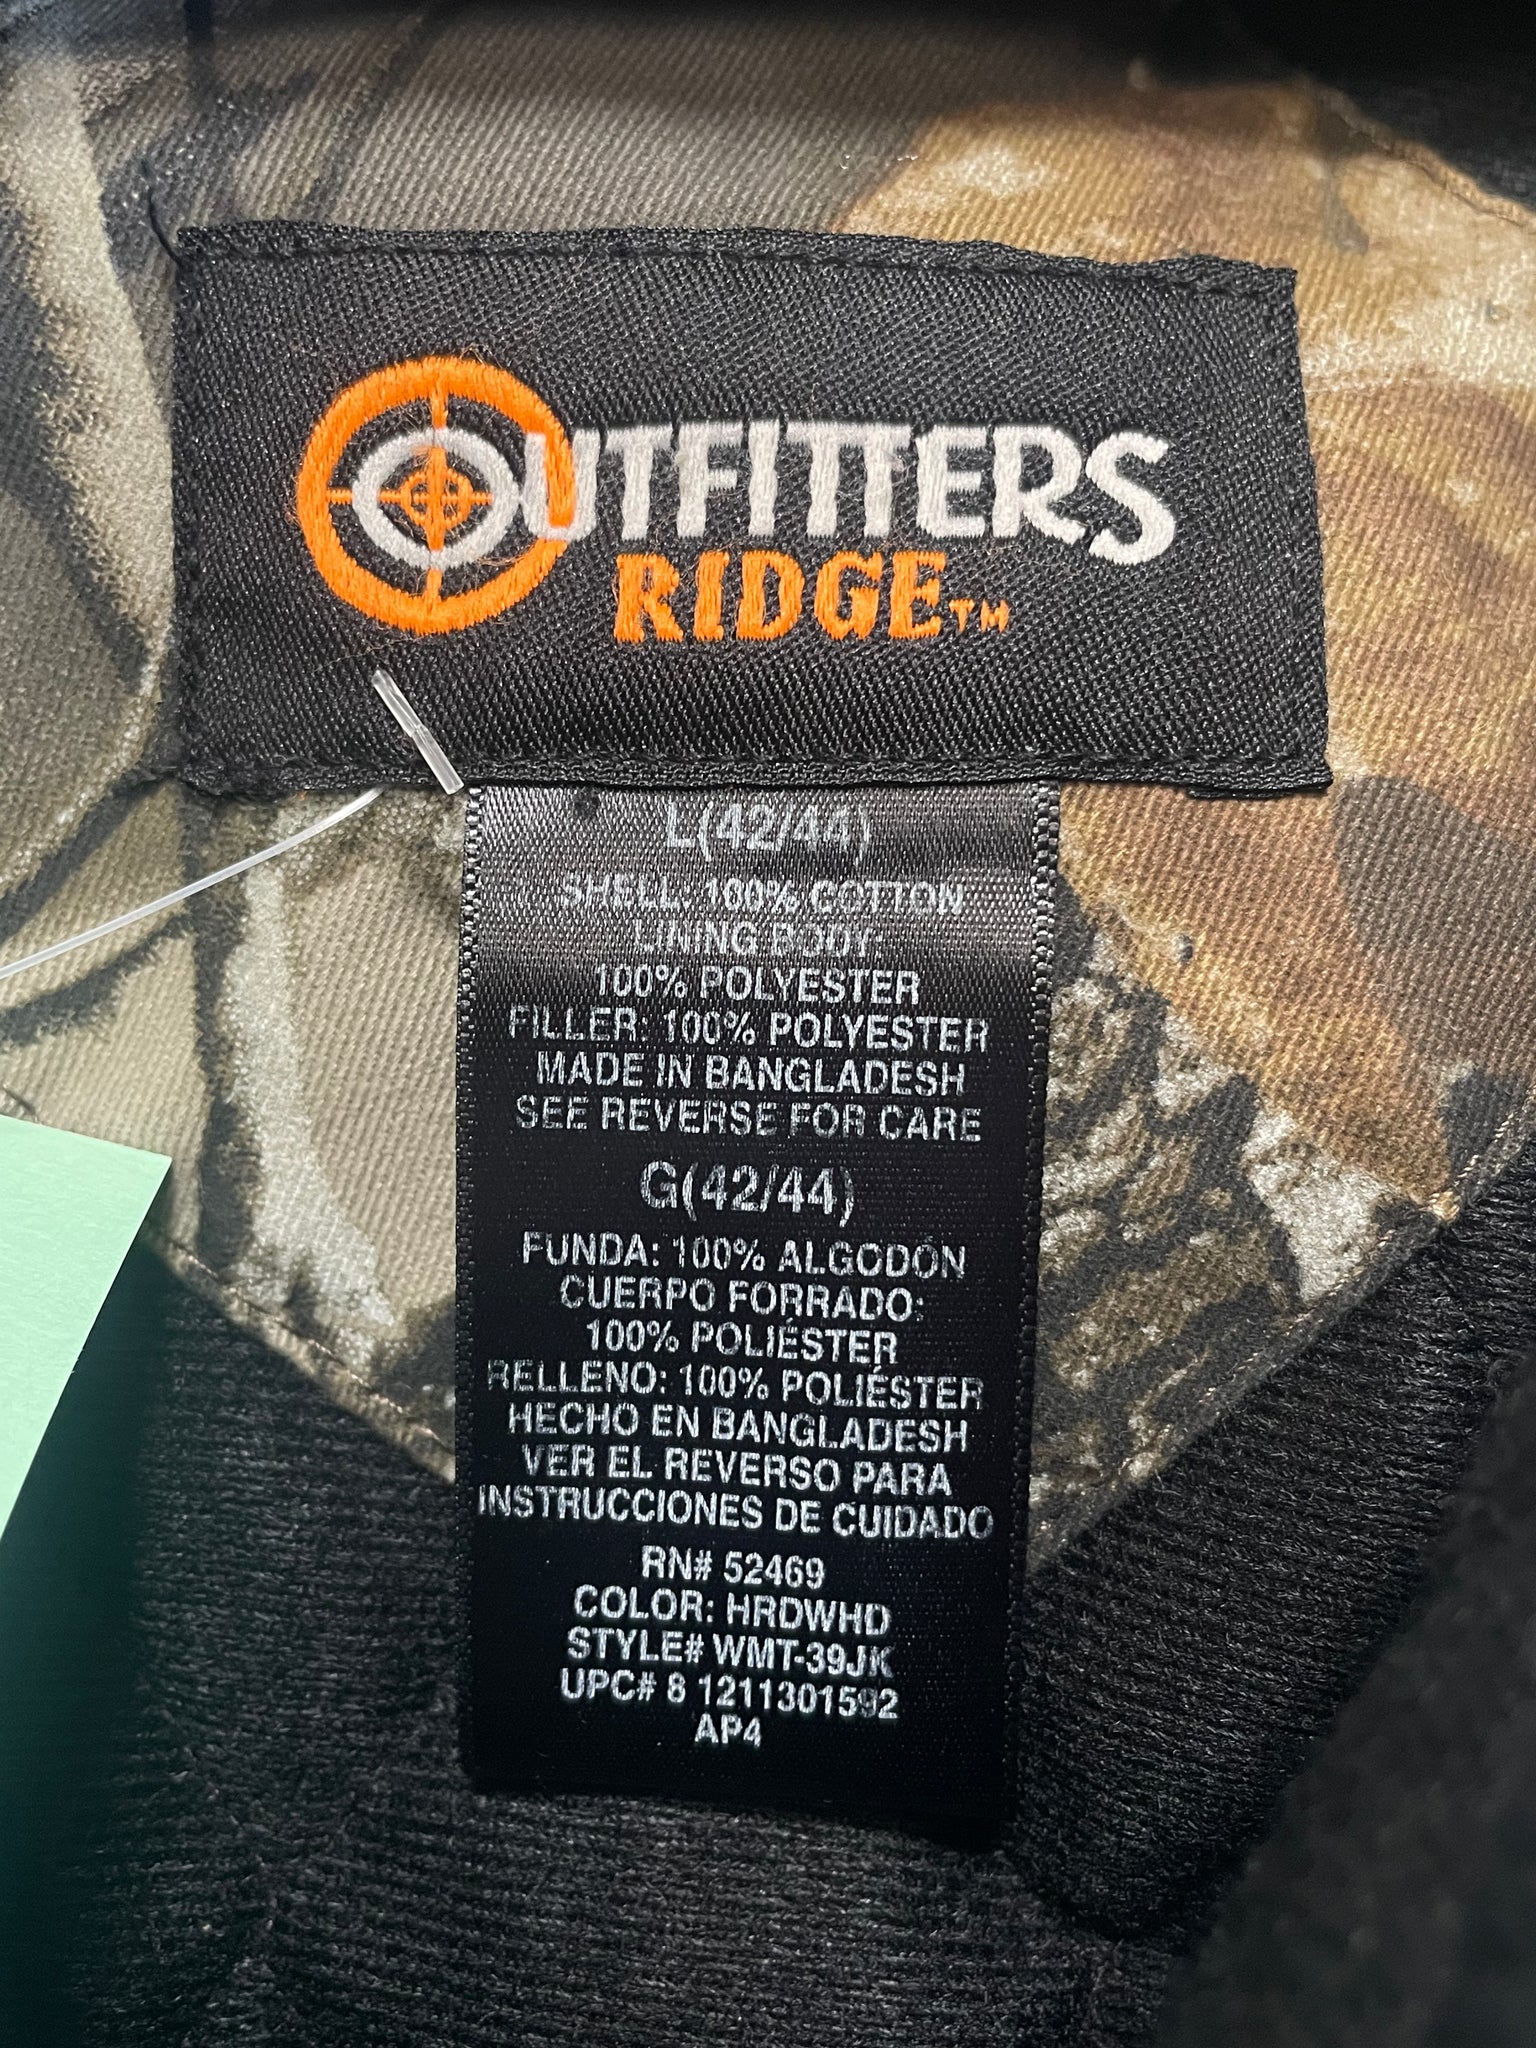 OUTFITTERS
RIDGE™
L(42/44)
SHELL: 100% COTTON
LINING BODY:
100% POLYESTER
FILLER: 100% POLYESTER
MADE IN BANGLADESH
SEE REVERSE FOR CARE
G(42/44)
FUNDA: 100% ALGODÓN
CUERPO FORRADO:
100% POLIÉSTER
RELLENO: 100% POLIÉSTER
HECHO EN BANGLADESH
VER EL REVERSO PARA
INSTRUCCIONES DE CUIDADO
RN# 52469
COLOR: HRDWHD
STYLE# WMT-39JK
UPC# 8 1211301592
AP4